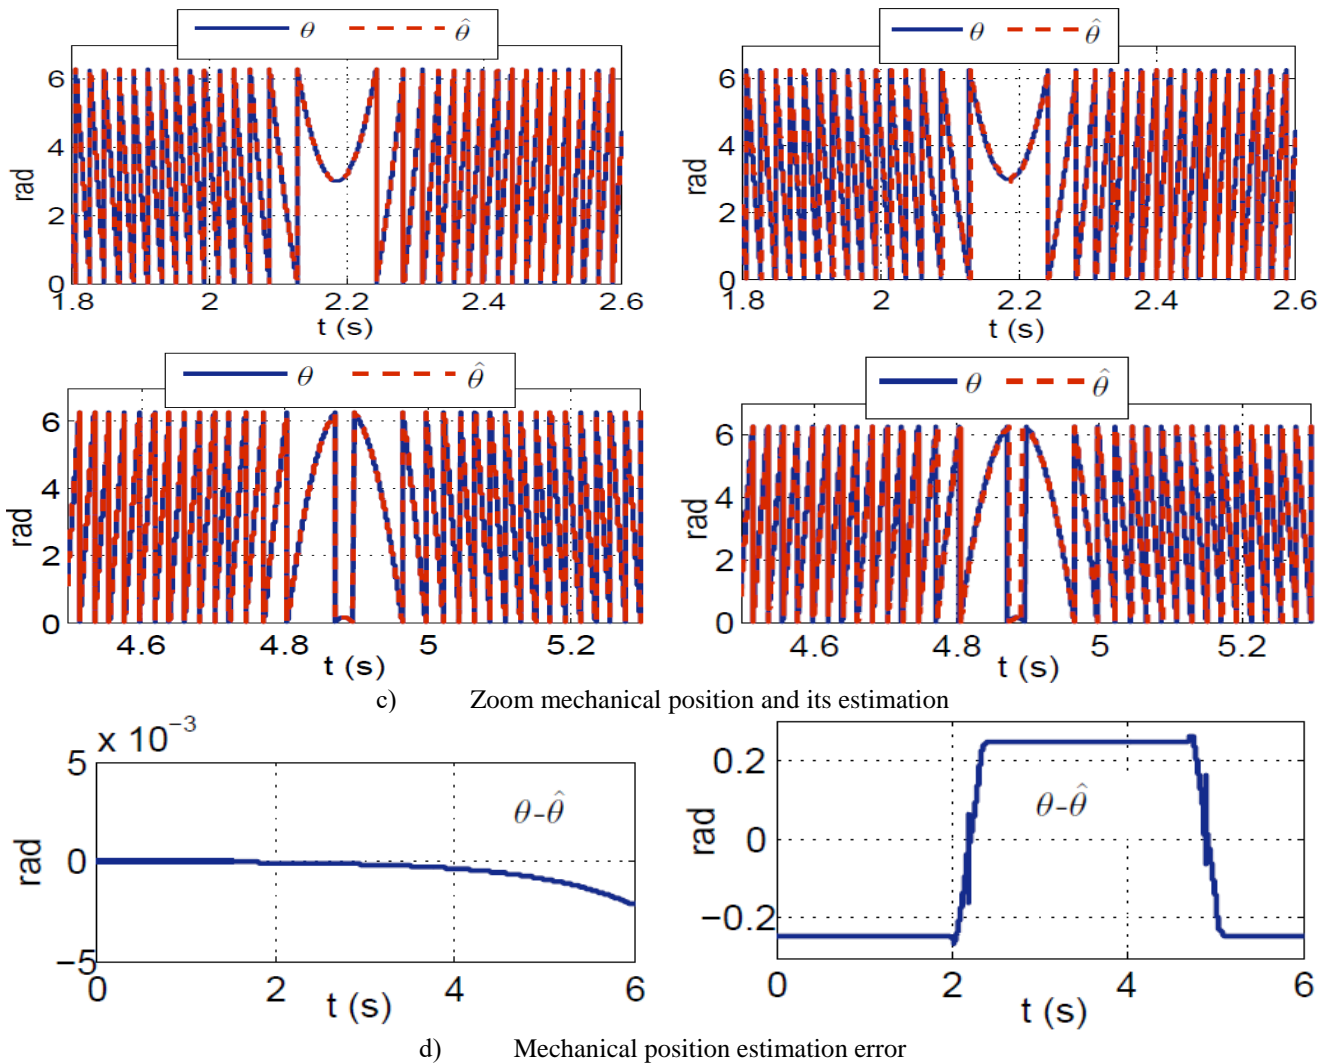 θ θ̂
6
4
2
0
rad
1.8 2 2.2 2.4 2.6
t (s)
θ θ̂
6
4
2
0
rad
1.8 2 2.2 2.4 2.6
t (s)
θ θ̂
6
4
2
0
rad
4.6 4.8 5 5.2
t (s)
θ θ̂
6
4
2
0
rad
4.6 4.8 5 5.2
t (s)
c) Zoom mechanical position and its estimation
x 10⁻³
5
0
−5
rad
θ-θ̂
0 2 4 6
t (s)
0.2
0
−0.2
rad
θ-θ̂
0 2 4 6
t (s)
d) Mechanical position estimation error